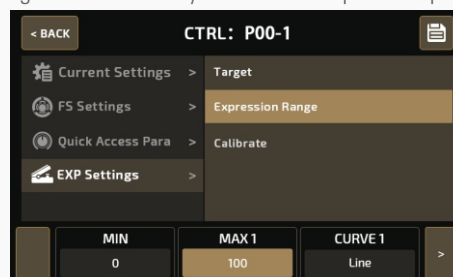 < BACK CTRL: P00-1
Current Settings > Target
FS Settings > Expression Range
Quick Access Para > Calibrate
EXP Settings >
MIN MAX 1 CURVE 1
0 100 Line >